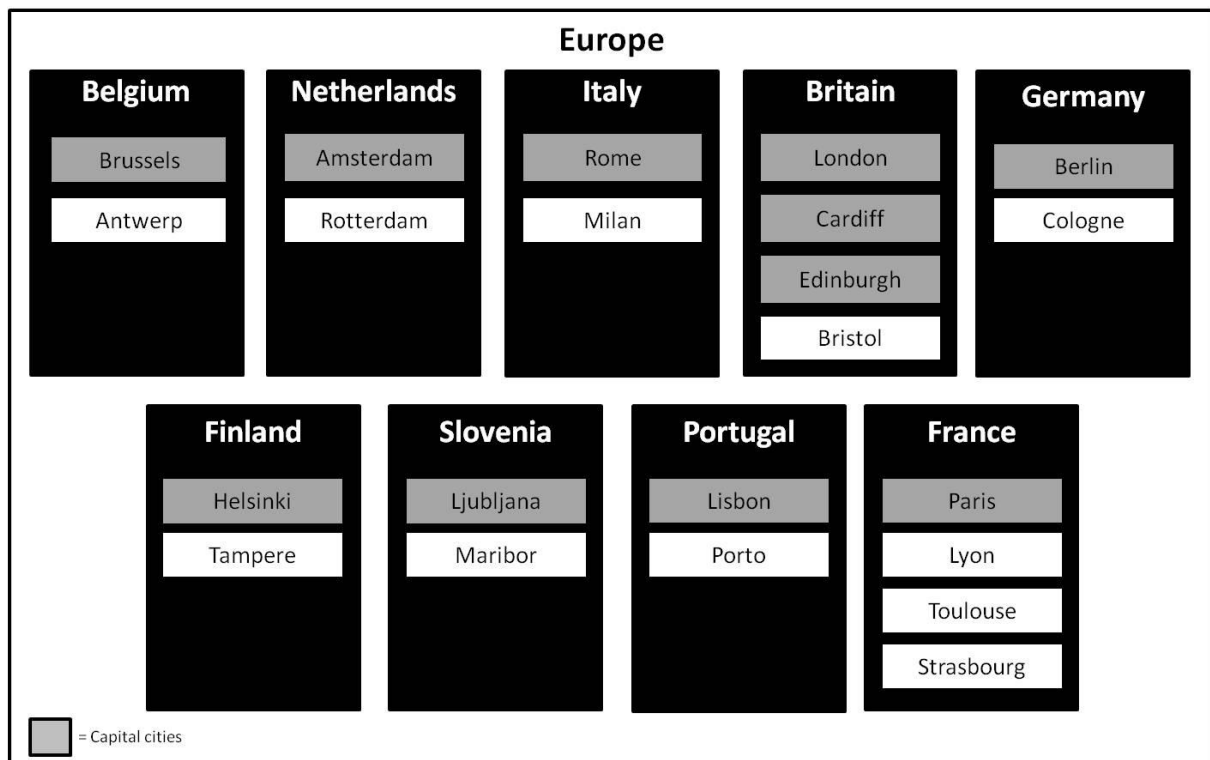 Europe
Belgium
Brussels
Antwerp
Netherlands
Amsterdam
Rotterdam
Italy
Rome
Milan
Britain
London
Cardiff
Edinburgh
Bristol
Germany
Berlin
Cologne
Finland
Helsinki
Tampere
Slovenia
Ljubljana
Maribor
Portugal
Lisbon
Porto
France
Paris
Lyon
Toulouse
Strasbourg
= Capital cities